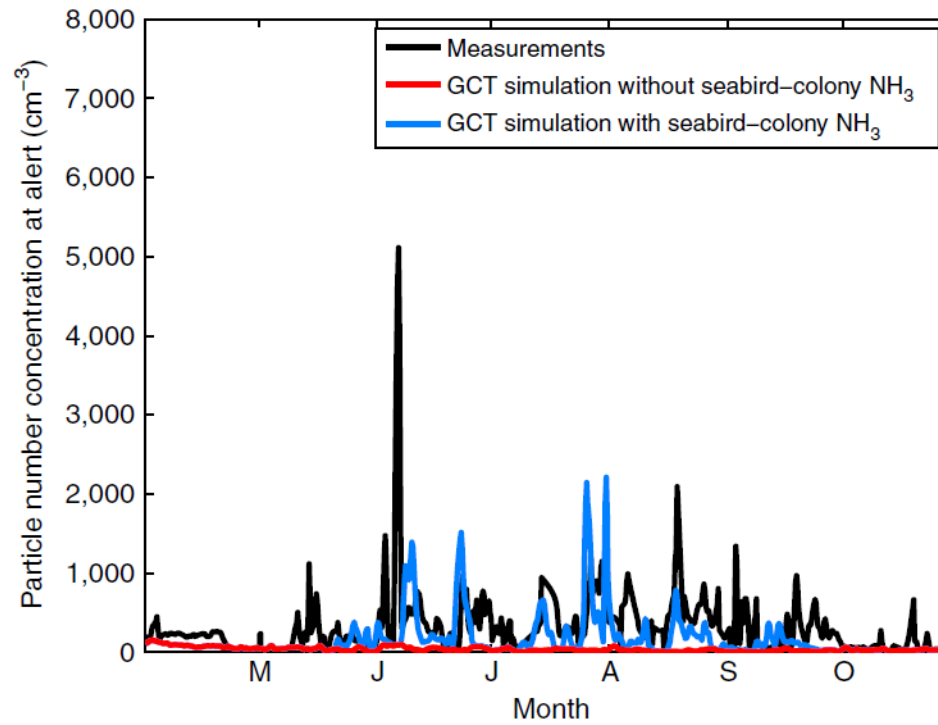 8,000
7,000
6,000
5,000
4,000
3,000
2,000
1,000
0
Particle number concentration at alert (cm⁻³)
Measurements
GCT simulation without seabird–colony NH₃
GCT simulation with seabird–colony NH₃
M J J A S O
Month